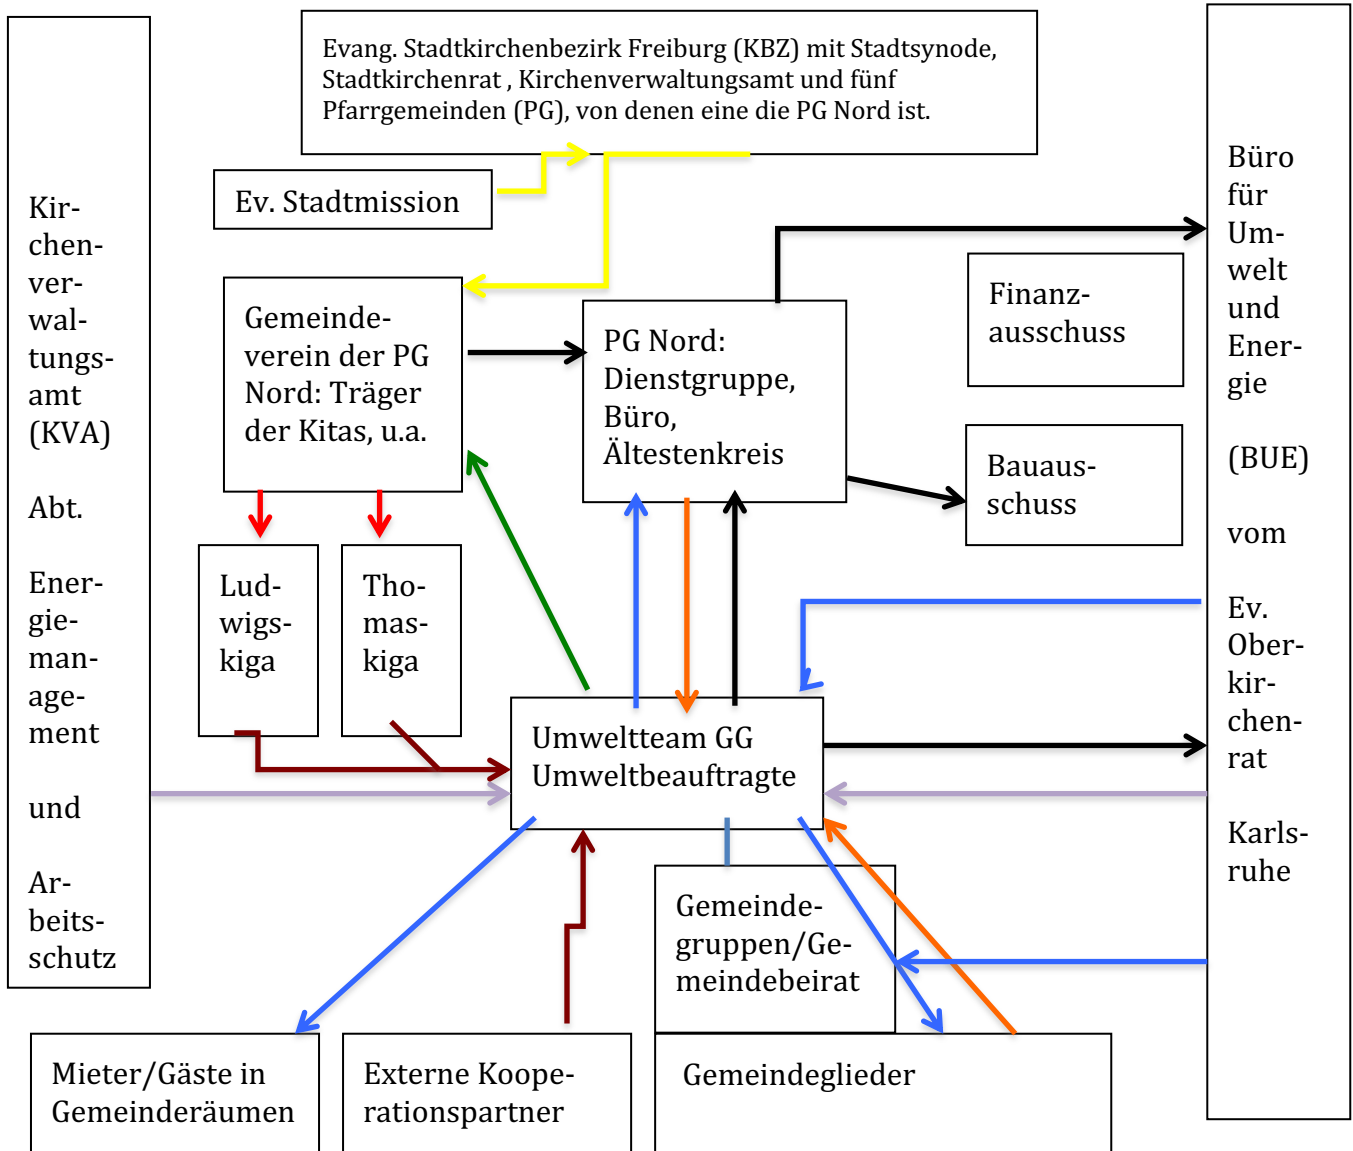 Evang. Stadtkirchenbezirk Freiburg (KBZ) mit Stadtsynode,
Stadtkirchenrat , Kirchenverwaltungsamt und fünf
Pfarrgemeinden (PG), von denen eine die PG Nord ist.
Ev. Stadtmission
Kir-
chen-
ver-
wal-
tungs-
amt
(KVA)
Abt.
Ener-
gie-
man-
age-
ment
und
Ar-
beits-
schutz
Gemeinde-
verein der PG
Nord: Träger
der Kitas, u.a.
PG Nord:
Dienstgruppe,
Büro,
Ältestenkreis
Finanz-
ausschuss
Bauaus-
schuss
Büro
für
Um-
welt
und
Ener-
gie
(BUE)
vom
Ev.
Ober-
kir-
chen-
rat
Karls-
ruhe
Lud-
wigs-
kiga
Tho-
mas-
kiga
Umweltteam GG
Umweltbeauftragte
Gemeinde-
gruppen/Ge-
meindebeirat
Mieter/Gäste in
Gemeinderäumen
Externe Koope-
rationspartner
Gemeindeglieder